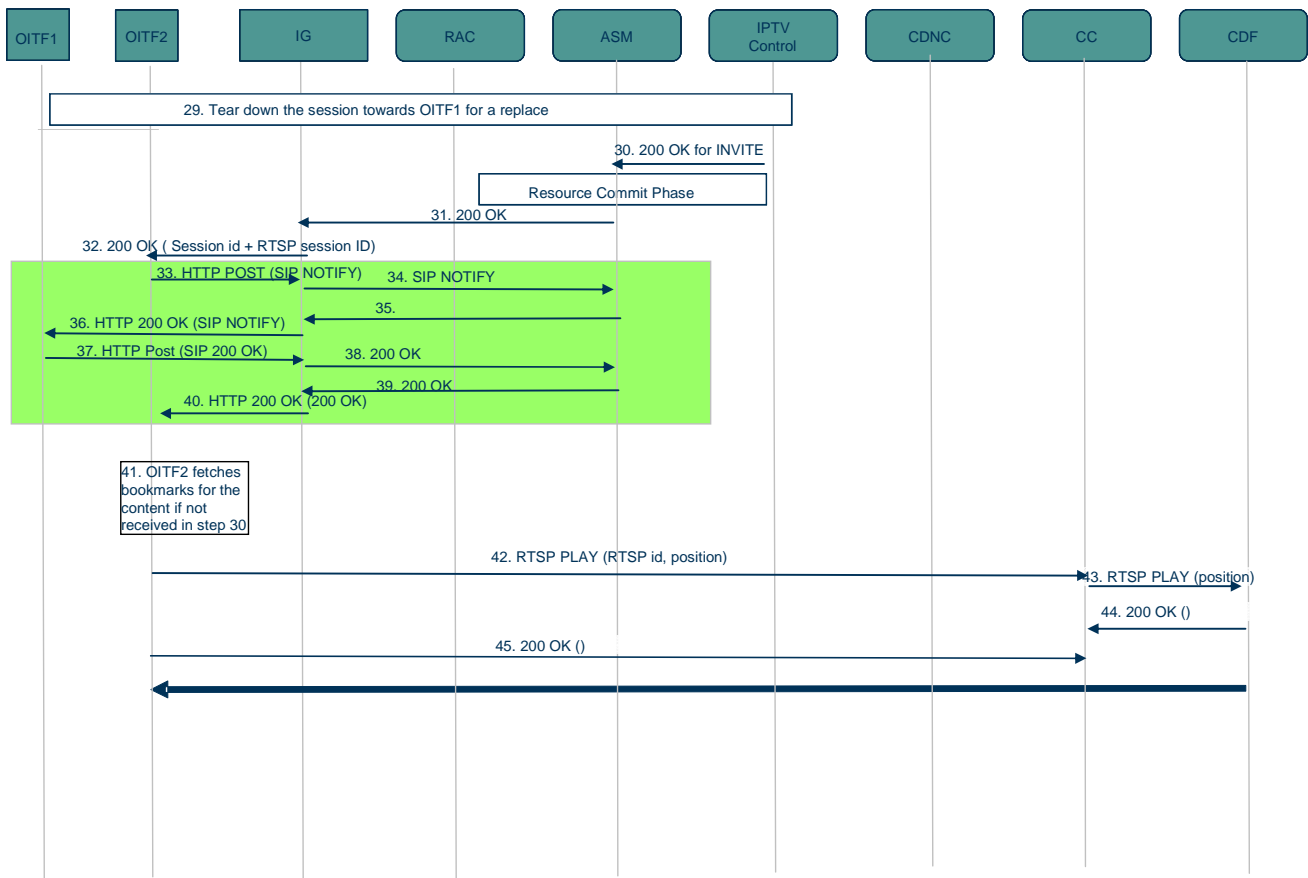 OITF1
OITF2
IG
RAC
ASM
IPTV
Control
CDNC
CC
CDF
29. Tear down the session towards OITF1 for a replace
30. 200 OK for INVITE
Resource Commit Phase
31. 200 OK
32. 200 OK ( Session id + RTSP session ID)
33. HTTP POST (SIP NOTIFY)
34. SIP NOTIFY
35.
36. HTTP 200 OK (SIP NOTIFY)
37. HTTP Post (SIP 200 OK)
38. 200 OK
39. 200 OK
40. HTTP 200 OK (200 OK)
41. OITF2 fetches
bookmarks for the
content if not
received in step 30
42. RTSP PLAY (RTSP id, position)
43. RTSP PLAY (position)
44. 200 OK ()
45. 200 OK ()